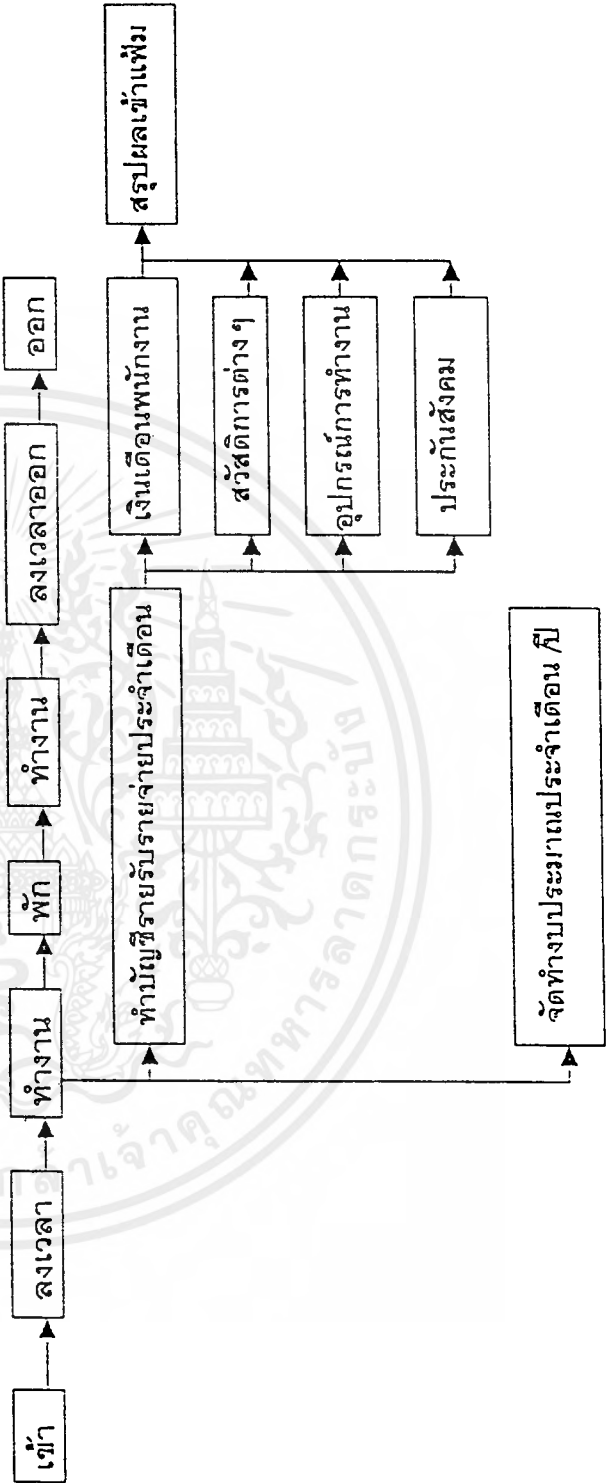 เข้า
ลงเวลา
ทำงาน
พัก
ทำงาน
ลงเวลาออก
ออก
ทำบัญชีรายรับรายจ่ายประจำเดือน
เงินเดือนพนักงาน
สรุปผลเข้าแฟ้ม
สวัสดิการต่าง ๆ
อุปกรณ์การทำงาน
ประกันสังคม
จัดทำงบประมาณประจำเดือน /ปี